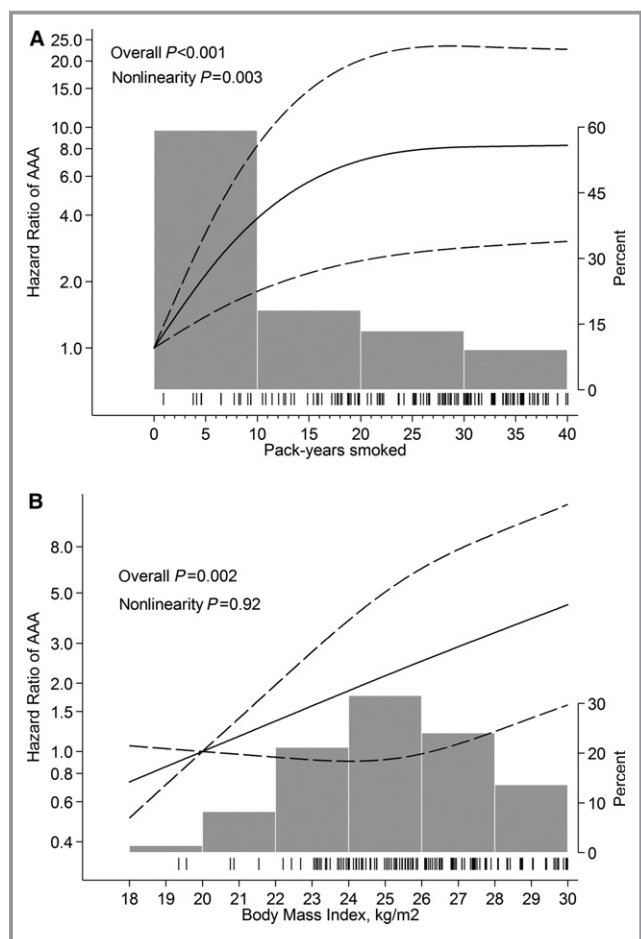 A
25.0
20.0
15.0
10.0
8.0
6.0
4.0
2.0
1.0
Hazard Ratio of AAA
Overall P<0.001
Nonlinearity P=0.003
60
45
30
15
0
Percent
0 5 10 15 20 25 30 35 40
Pack-years smoked
B
8.0
5.0
3.0
2.0
1.5
1.0
0.8
0.6
0.4
Hazard Ratio of AAA
Overall P=0.002
Nonlinearity P=0.92
30
20
10
0
Percent
18 19 20 21 22 23 24 25 26 27 28 29 30
Body Mass Index, kg/m2